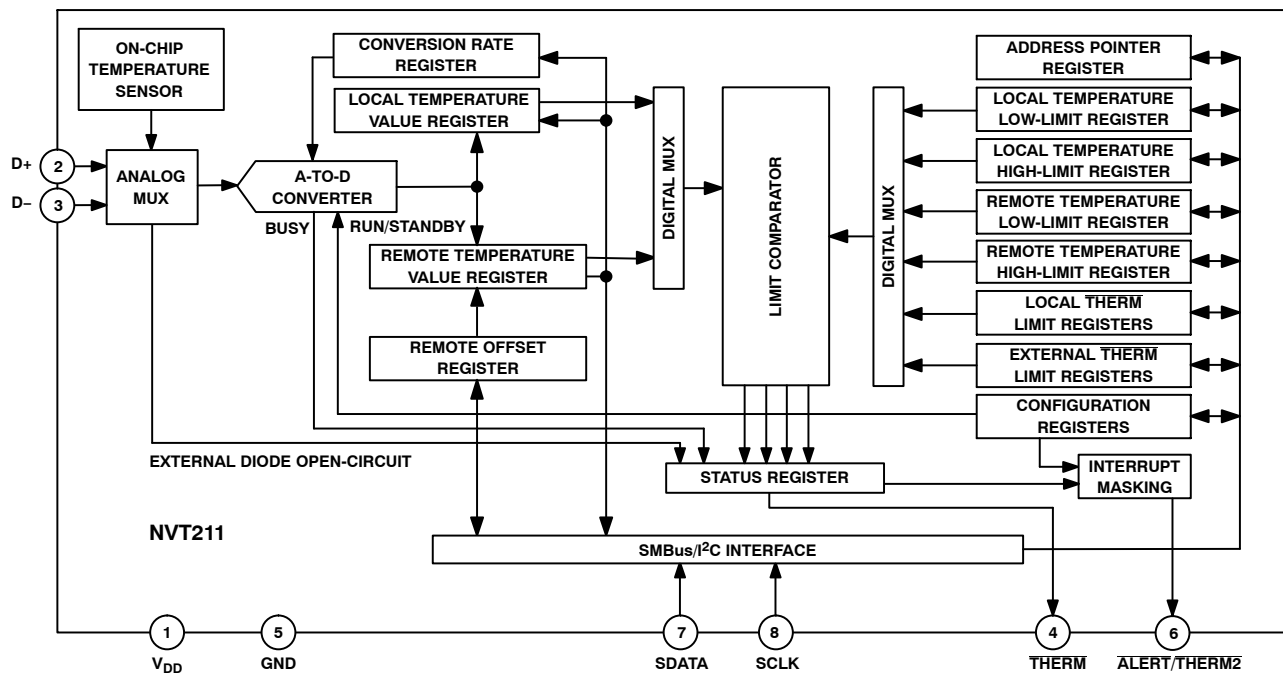 ON-CHIP
TEMPERATURE
SENSOR
CONVERSION RATE
REGISTER
LOCAL TEMPERATURE
VALUE REGISTER
D+
2
D–
3
ANALOG
MUX
A-TO-D
CONVERTER
BUSY
RUN/STANDBY
REMOTE TEMPERATURE
VALUE REGISTER
REMOTE OFFSET
REGISTER
DIGITAL MUX
LIMIT COMPARATOR
DIGITAL MUX
ADDRESS POINTER
REGISTER
LOCAL TEMPERATURE
LOW-LIMIT REGISTER
LOCAL TEMPERATURE
HIGH-LIMIT REGISTER
REMOTE TEMPERATURE
LOW-LIMIT REGISTER
REMOTE TEMPERATURE
HIGH-LIMIT REGISTER
LOCAL THERM
LIMIT REGISTERS
EXTERNAL THERM
LIMIT REGISTERS
CONFIGURATION
REGISTERS
EXTERNAL DIODE OPEN-CIRCUIT
STATUS REGISTER
INTERRUPT
MASKING
NVT211
SMBus/I²C INTERFACE
1
5
7
8
4
6
VDD
GND
SDATA
SCLK
THERM
ALERT/THERM2